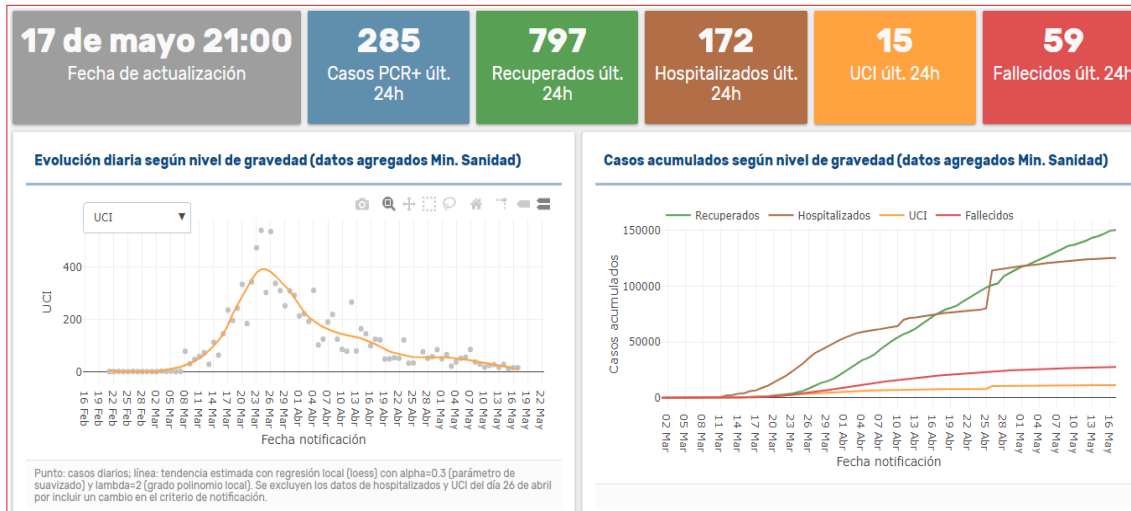 17 de mayo 21:00
Fecha de actualización
285
Casos PCR+ últ.
24h
797
Recuperados últ.
24h
172
Hospitalizados últ.
24h
15
UCI últ. 24h
59
Fallecidos últ. 24h
Evolución diaria según nivel de gravedad (datos agregados Min. Sanidad)
UCI
400
200
0
UCI
16 Feb
19 Feb
22 Feb
25 Feb
28 Feb
02 Mar
05 Mar
08 Mar
11 Mar
14 Mar
17 Mar
20 Mar
23 Mar
26 Mar
29 Mar
01 Abr
04 Abr
07 Abr
10 Abr
13 Abr
16 Abr
19 Abr
22 Abr
25 Abr
28 Abr
01 May
04 May
07 May
10 May
13 May
16 May
19 May
22 May
Fecha notificación
Punto: casos diarios; línea: tendencia estimada con regresión local (loess) con alpha=0.3 (parámetro de
suavizado) y lambda=2 (grado polinomio local). Se excluyen los datos de hospitalizados y UCI del día 26 de abril
por incluir un cambio en el criterio de notificación.
Casos acumulados según nivel de gravedad (datos agregados Min. Sanidad)
Recuperados Hospitalizados UCI Fallecidos
150000
100000
50000
0
Casos acumulados
02 Mar
05 Mar
08 Mar
11 Mar
14 Mar
17 Mar
20 Mar
23 Mar
26 Mar
29 Mar
01 Abr
04 Abr
07 Abr
10 Abr
13 Abr
16 Abr
19 Abr
22 Abr
25 Abr
28 Abr
01 May
04 May
07 May
10 May
13 May
16 May
Fecha notificación